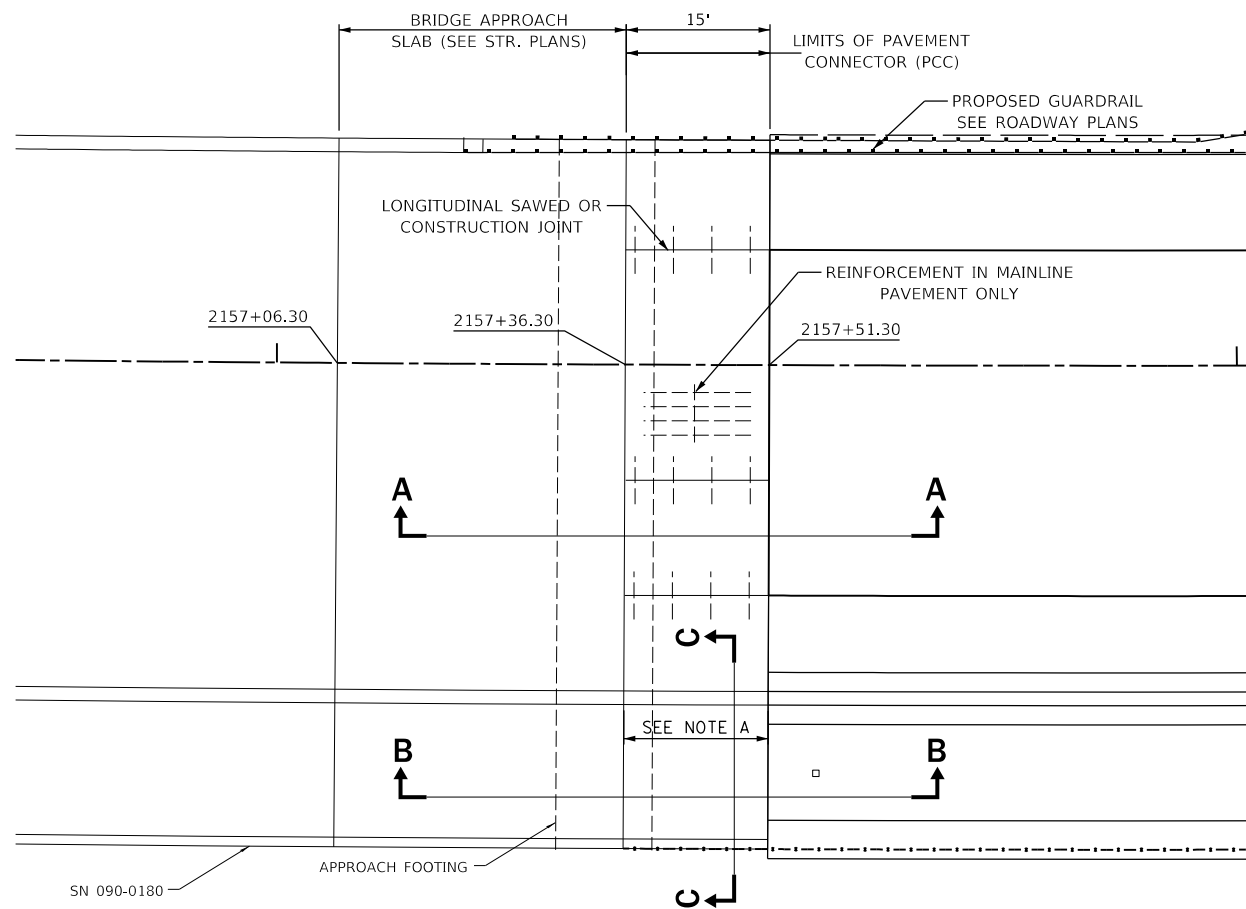 BRIDGE APPROACH
SLAB (SEE STR. PLANS)
15'
LIMITS OF PAVEMENT
CONNECTOR (PCC)
PROPOSED GUARDRAIL
SEE ROADWAY PLANS
LONGITUDINAL SAWED OR
CONSTRUCTION JOINT
REINFORCEMENT IN MAINLINE
PAVEMENT ONLY
2157+06.30
2157+36.30
2157+51.30
A
A
C
SEE NOTE A
B
B
APPROACH FOOTING
SN 090-0180
C